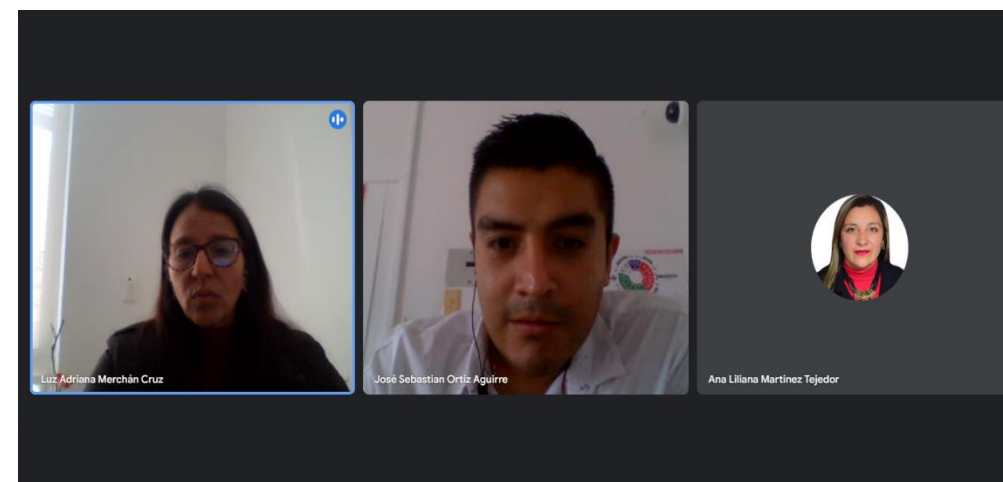 Luz Adriana Merchán Cruz
José Sebastian Ortiz Aguirre
Ana Liliana Martinez Tejedor